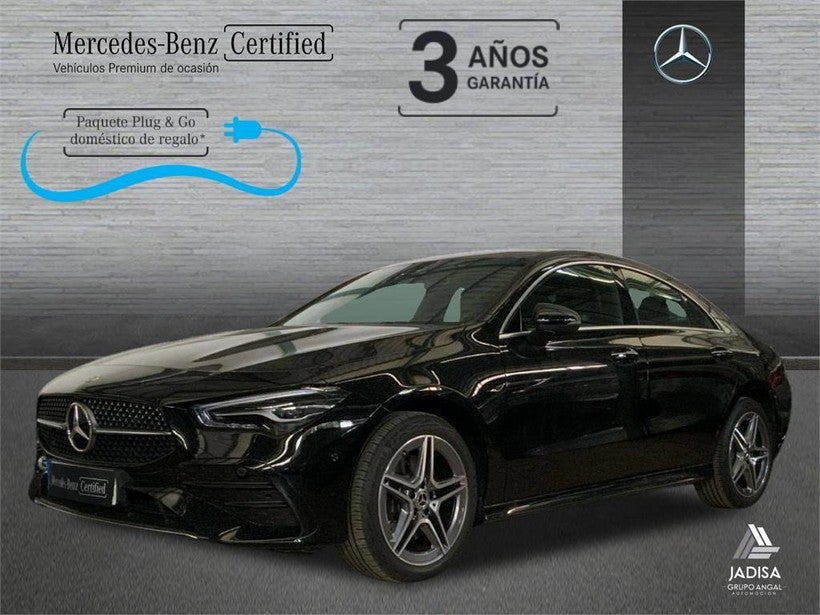 Mercedes-Benz Certified
Vehículos Premium de ocasión
3 AÑOS
GARANTÍA
Paquete Plug & Go
doméstico de regalo*
Mercedes-Benz Certified
JADISA
GRUPO ANGAL
AUTOMOCIÓN